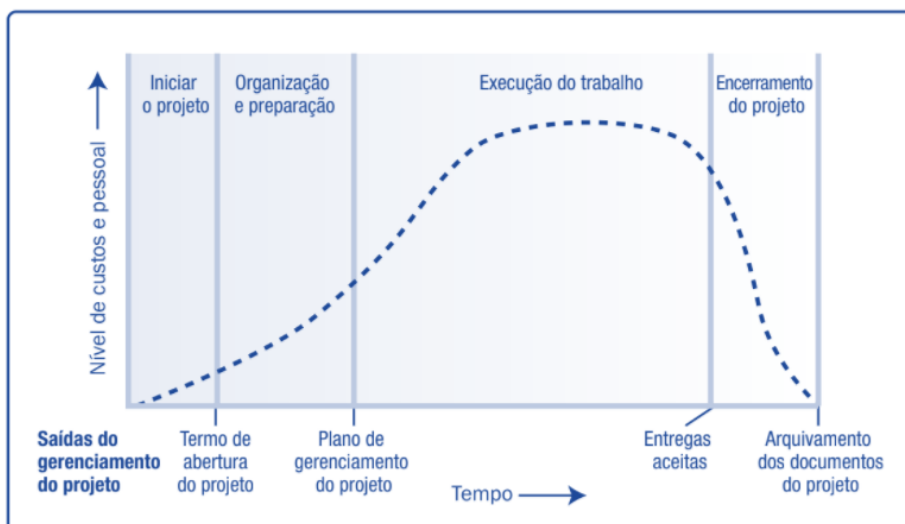 Iniciar
o projeto
Organização
e preparação
Execução do trabalho
Encerramento
do projeto
Nível de custos e pessoal
Saídas do
gerenciamento
do projeto
Termo de
abertura
do projeto
Plano de
gerenciamento
do projeto
Entregas
aceitas
Arquivamento
dos documentos
do projeto
Tempo